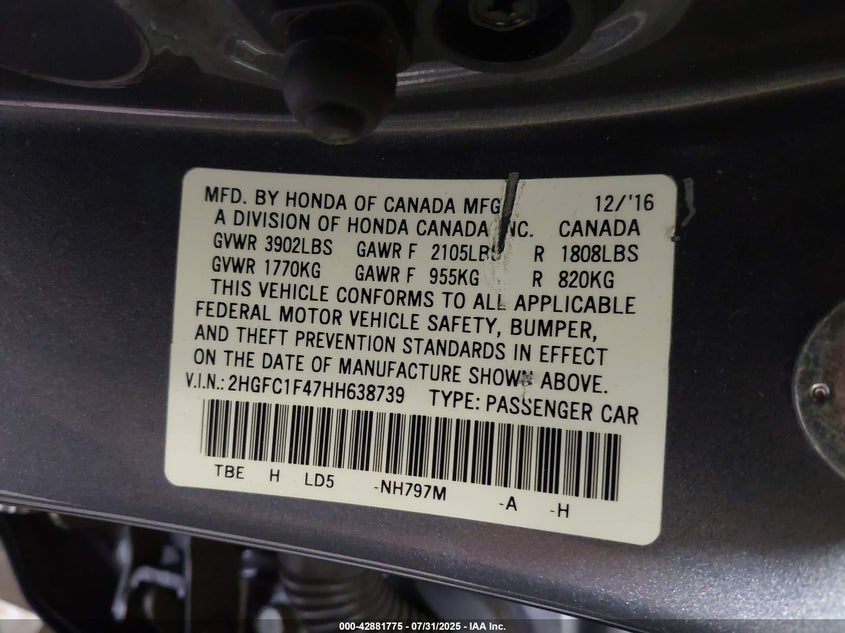 MFD. BY HONDA OF CANADA MFG 12/'16
A DIVISION OF HONDA CANADA INC. CANADA
GVWR 3902LBS GAWR F 2105LBS R 1808LBS
GVWR 1770KG GAWR F 955KG R 820KG
THIS VEHICLE CONFORMS TO ALL APPLICABLE
FEDERAL MOTOR VEHICLE SAFETY, BUMPER,
AND THEFT PREVENTION STANDARDS IN EFFECT
ON THE DATE OF MANUFACTURE SHOWN ABOVE.
V.I.N.: 2HGFC1F47HH638739 TYPE: PASSENGER CAR
TBE H LD5 -NH797M -A -H
000-42881775 - 07/31/2025 - IAA Inc.